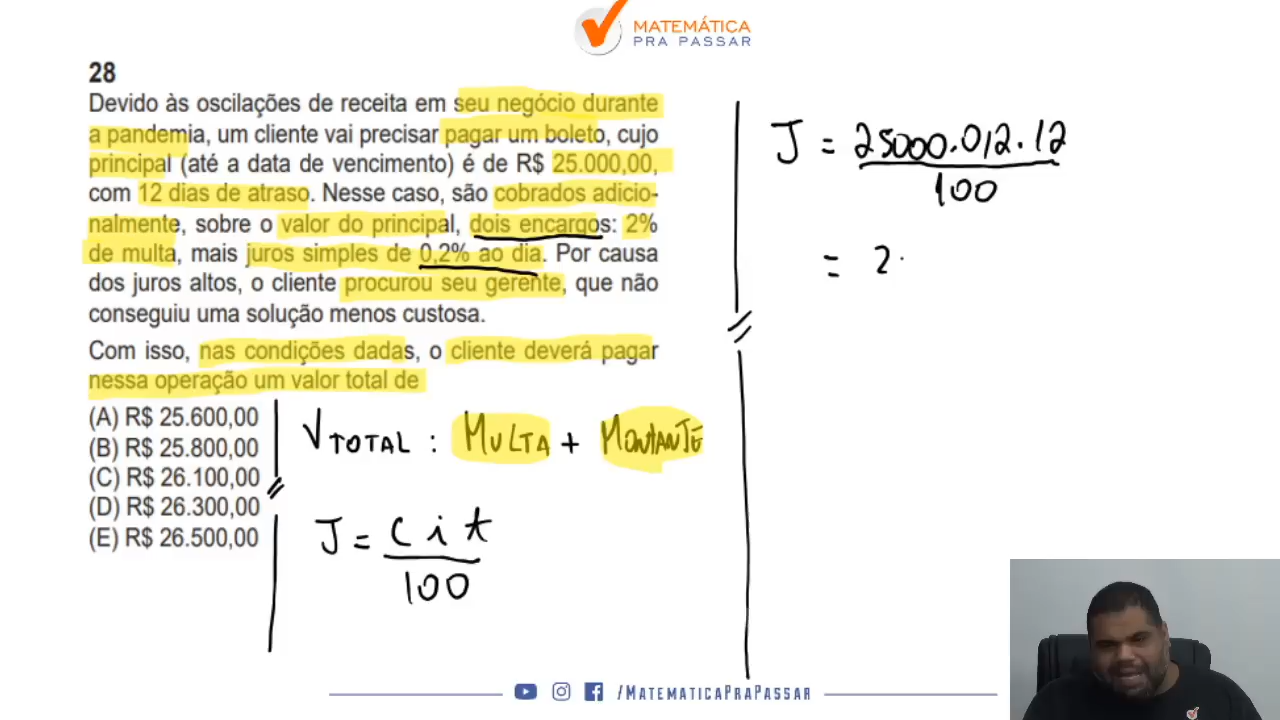 MATEMÁTICA
PRA PASSAR
28
Devido às oscilações de receita em seu negócio durante
a pandemia, um cliente vai precisar pagar um boleto, cujo
principal (até a data de vencimento) é de R$ 25.000,00,
com 12 dias de atraso. Nesse caso, são cobrados adicio-
nalmente, sobre o valor do principal, dois encargos: 2%
de multa, mais juros simples de 0,2% ao dia. Por causa
dos juros altos, o cliente procurou seu gerente, que não
conseguiu uma solução menos custosa.
Com isso, nas condições dadas, o cliente deverá pagar
nessa operação um valor total de
(A) R$ 25.600,00
(B) R$ 25.800,00
(C) R$ 26.100,00
(D) R$ 26.300,00
(E) R$ 26.500,00
VTOTAL : MULTA + MONTANTE
J = C i t
100
J = 25000.0,2.12
100
= 2.
/MATEMATICAPRAPASSAR